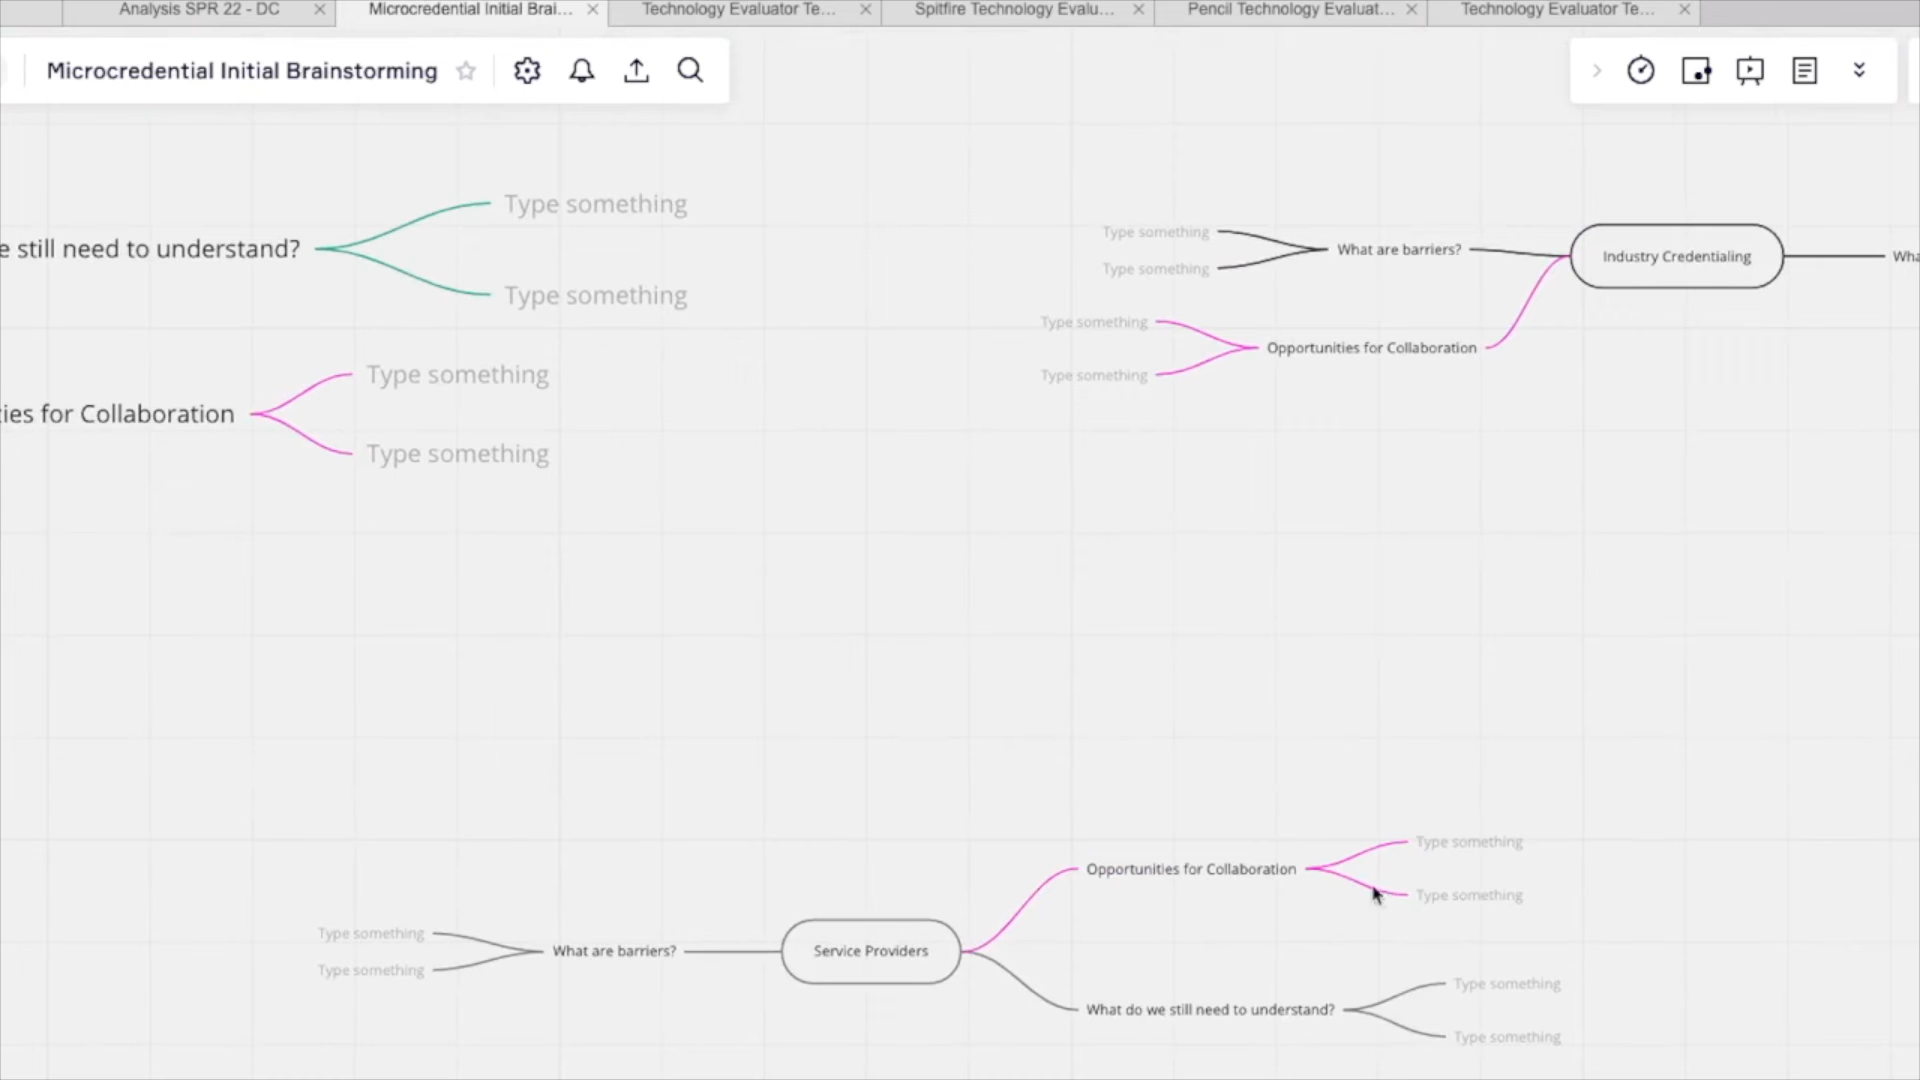 Analysis SPR 22 - DC
Microcredential Initial Brai...
Technology Evaluator Te...
Spitfire Technology Evalu...
Pencil Technology Evaluat...
Technology Evaluator Te...
Microcredential Initial Brainstorming
e still need to understand?
Type something
Type something
ies for Collaboration
Type something
Type something
Type something
Type something
What are barriers?
Industry Credentialing
Wha
Type something
Type something
Opportunities for Collaboration
Type something
Type something
What are barriers?
Service Providers
Opportunities for Collaboration
Type something
Type something
What do we still need to understand?
Type something
Type something